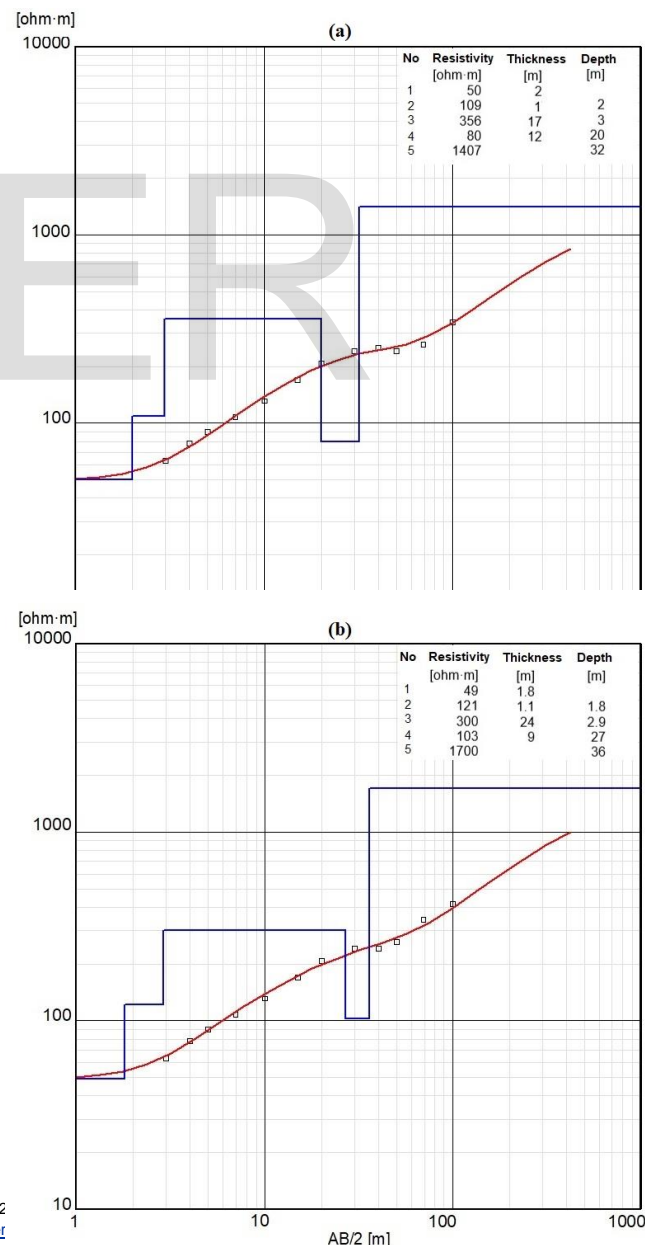 [ohm·m]
(a)
10000
No Resistivity Thickness Depth
[ohm·m] [m] [m]
1 50 2
2 109 1 2
3 356 17 3
4 80 12 20
5 1407 32
ER
1000
100
[ohm·m]
(b)
10000
No Resistivity Thickness Depth
[ohm·m] [m] [m]
1 49 1.8
2 121 1.1 1.8
3 300 24 2.9
4 103 9 27
5 1700 36
1000
100
10
1 10 100 1000
AB/2 [m]